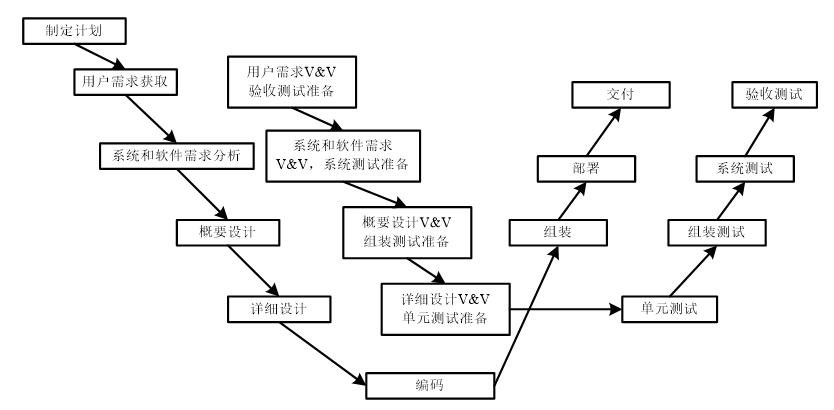 制定计划
用户需求获取
系统和软件需求分析
概要设计
详细设计
编码
用户需求V&V
验收测试准备
系统和软件需求
V&V，系统测试准备
概要设计V&V
组装测试准备
详细设计V&V
单元测试准备
交付
部署
组装
验收测试
系统测试
组装测试
单元测试